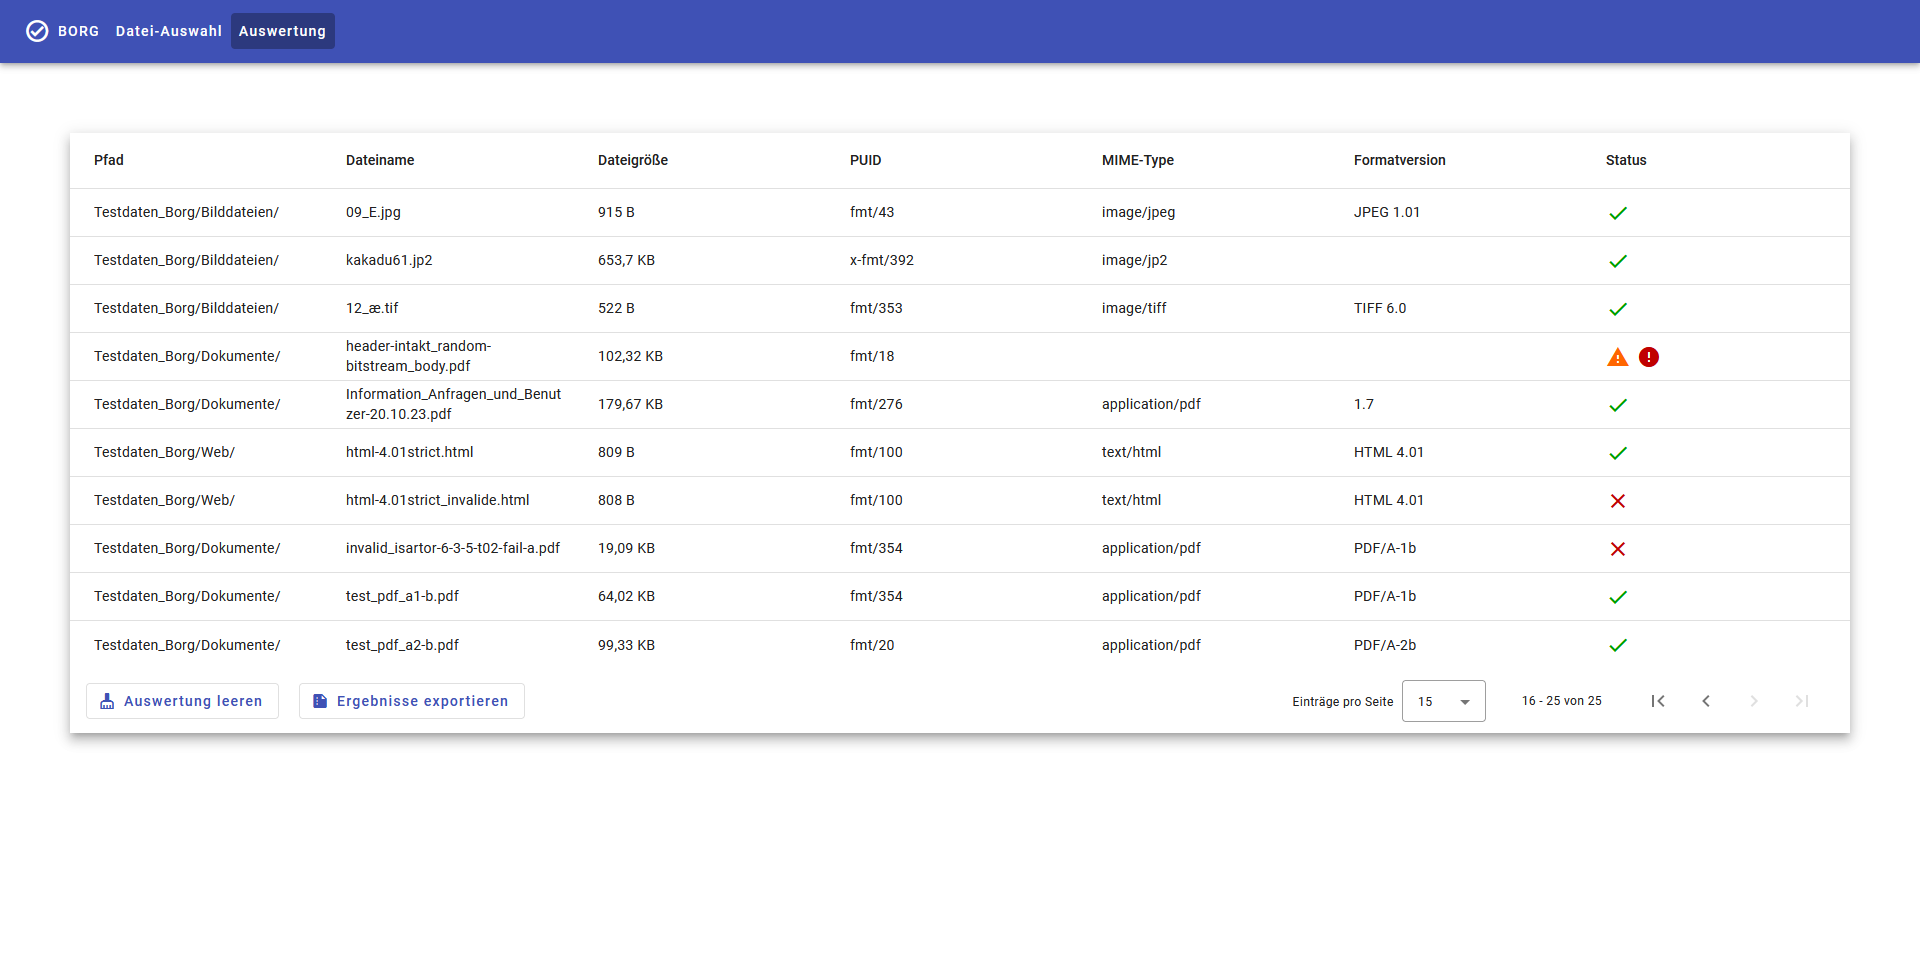 BORG Datei-Auswahl Auswertung
Pfad Dateiname Dateigröße PUID MIME-Type Formatversion Status
Testdaten_Borg/Bilddateien/ 09_E.jpg 915 B fmt/43 image/jpeg JPEG 1.01
Testdaten_Borg/Bilddateien/ kakadu61.jp2 653,7 KB x-fmt/392 image/jp2
Testdaten_Borg/Bilddateien/ 12_æ.tif 522 B fmt/353 image/tiff TIFF 6.0
Testdaten_Borg/Dokumente/ header-intakt_random-
bitstream_body.pdf 102,32 KB fmt/18
Testdaten_Borg/Dokumente/ Information_Anfragen_und_Benut
zer-20.10.23.pdf 179,67 KB fmt/276 application/pdf 1.7
Testdaten_Borg/Web/ html-4.01strict.html 809 B fmt/100 text/html HTML 4.01
Testdaten_Borg/Web/ html-4.01strict_invalide.html 808 B fmt/100 text/html HTML 4.01
Testdaten_Borg/Dokumente/ invalid_isartor-6-3-5-t02-fail-a.pdf 19,09 KB fmt/354 application/pdf PDF/A-1b
Testdaten_Borg/Dokumente/ test_pdf_a1-b.pdf 64,02 KB fmt/354 application/pdf PDF/A-1b
Testdaten_Borg/Dokumente/ test_pdf_a2-b.pdf 99,33 KB fmt/20 application/pdf PDF/A-2b
Auswertung leeren Ergebnisse exportieren Einträge pro Seite 15 16 - 25 von 25